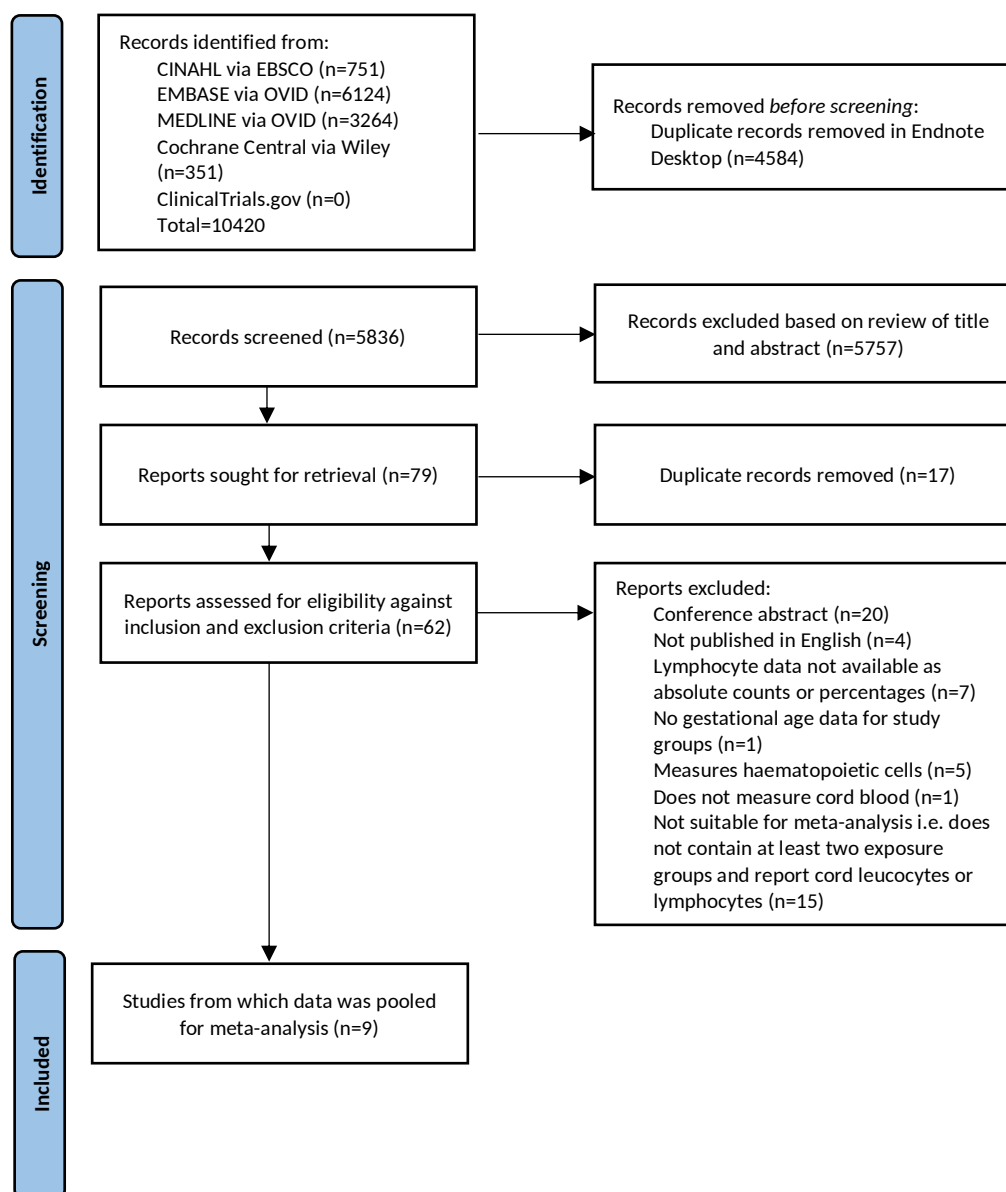 Identification
Records identified from:
CINAHL via EBSCO (n=751)
EMBASE via OVID (n=6124)
MEDLINE via OVID (n=3264)
Cochrane Central via Wiley
(n=351)
ClinicalTrials.gov (n=0)
Total=10420
Records removed before screening:
Duplicate records removed in Endnote
Desktop (n=4584)
Screening
Records screened (n=5836)
Records excluded based on review of title
and abstract (n=5757)
Reports sought for retrieval (n=79)
Duplicate records removed (n=17)
Reports assessed for eligibility against
inclusion and exclusion criteria (n=62)
Reports excluded:
Conference abstract (n=20)
Not published in English (n=4)
Lymphocyte data not available as
absolute counts or percentages (n=7)
No gestational age data for study
groups (n=1)
Measures haematopoietic cells (n=5)
Does not measure cord blood (n=1)
Not suitable for meta-analysis i.e. does
not contain at least two exposure
groups and report cord leucocytes or
lymphocytes (n=15)
Included
Studies from which data was pooled
for meta-analysis (n=9)